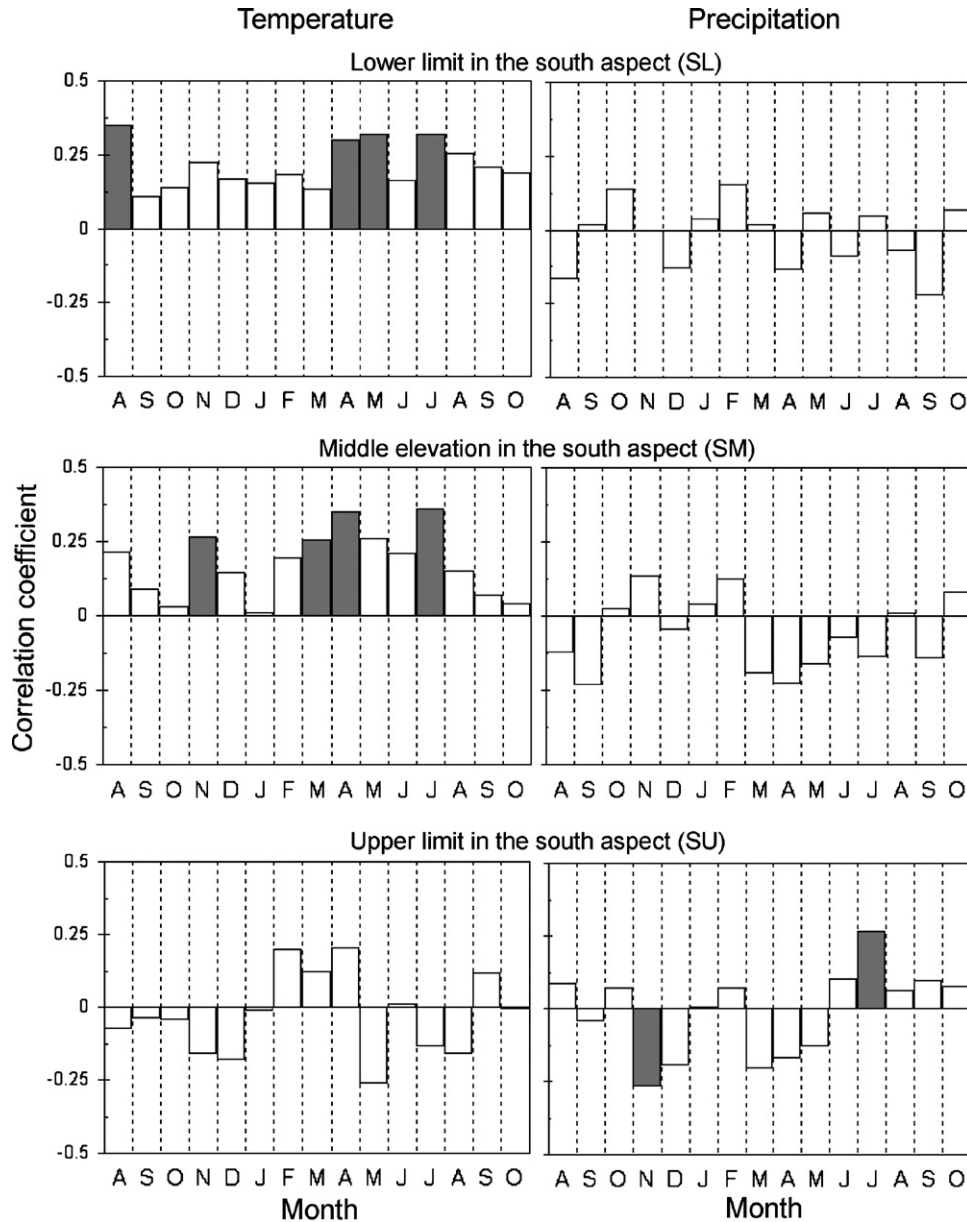 Temperature Precipitation
Lower limit in the south aspect (SL)
0.5
0.25
0
-0.25
-0.5
A S O N D J F M A M J J A S O A S O N D J F M A M J J A S O
Middle elevation in the south aspect (SM)
0.5
0.25
0
-0.25
-0.5
Correlation coefficient
A S O N D J F M A M J J A S O A S O N D J F M A M J J A S O
Upper limit in the south aspect (SU)
0.5
0.25
0
-0.25
-0.5
A S O N D J F M A M J J A S O A S O N D J F M A M J J A S O
Month Month